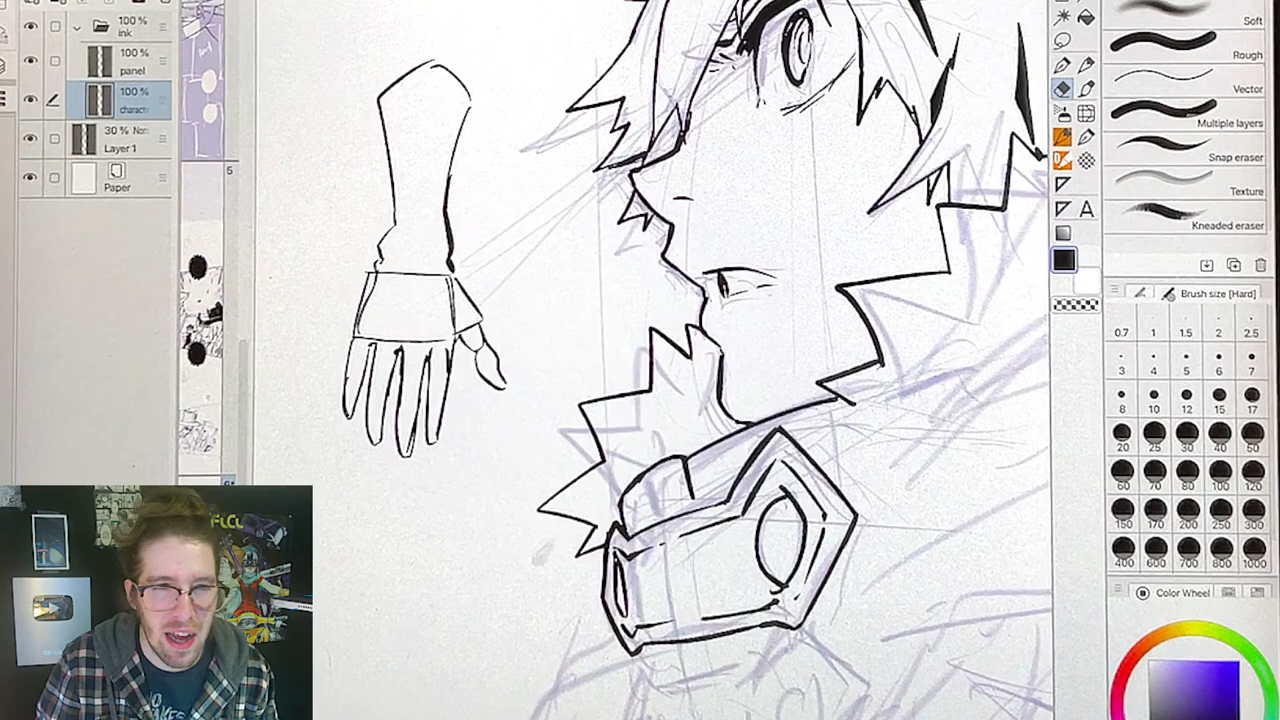 100 %
ink
100 %
panel
100 %
30 %
Layer 1
Paper
5
Soft
Rough
Vector
Multiple layers
Snap eraser
Texture
Kneaded eraser
A
Brush size [Hard]
0.7 1 1.5 2 2.5
3 4 5 6 7
8 10 12 15 17
20 25 30 40 50
60 70 80 100 120
150 170 200 250 300
400 600 700 800 1000
Color Wheel
FLCL
NO